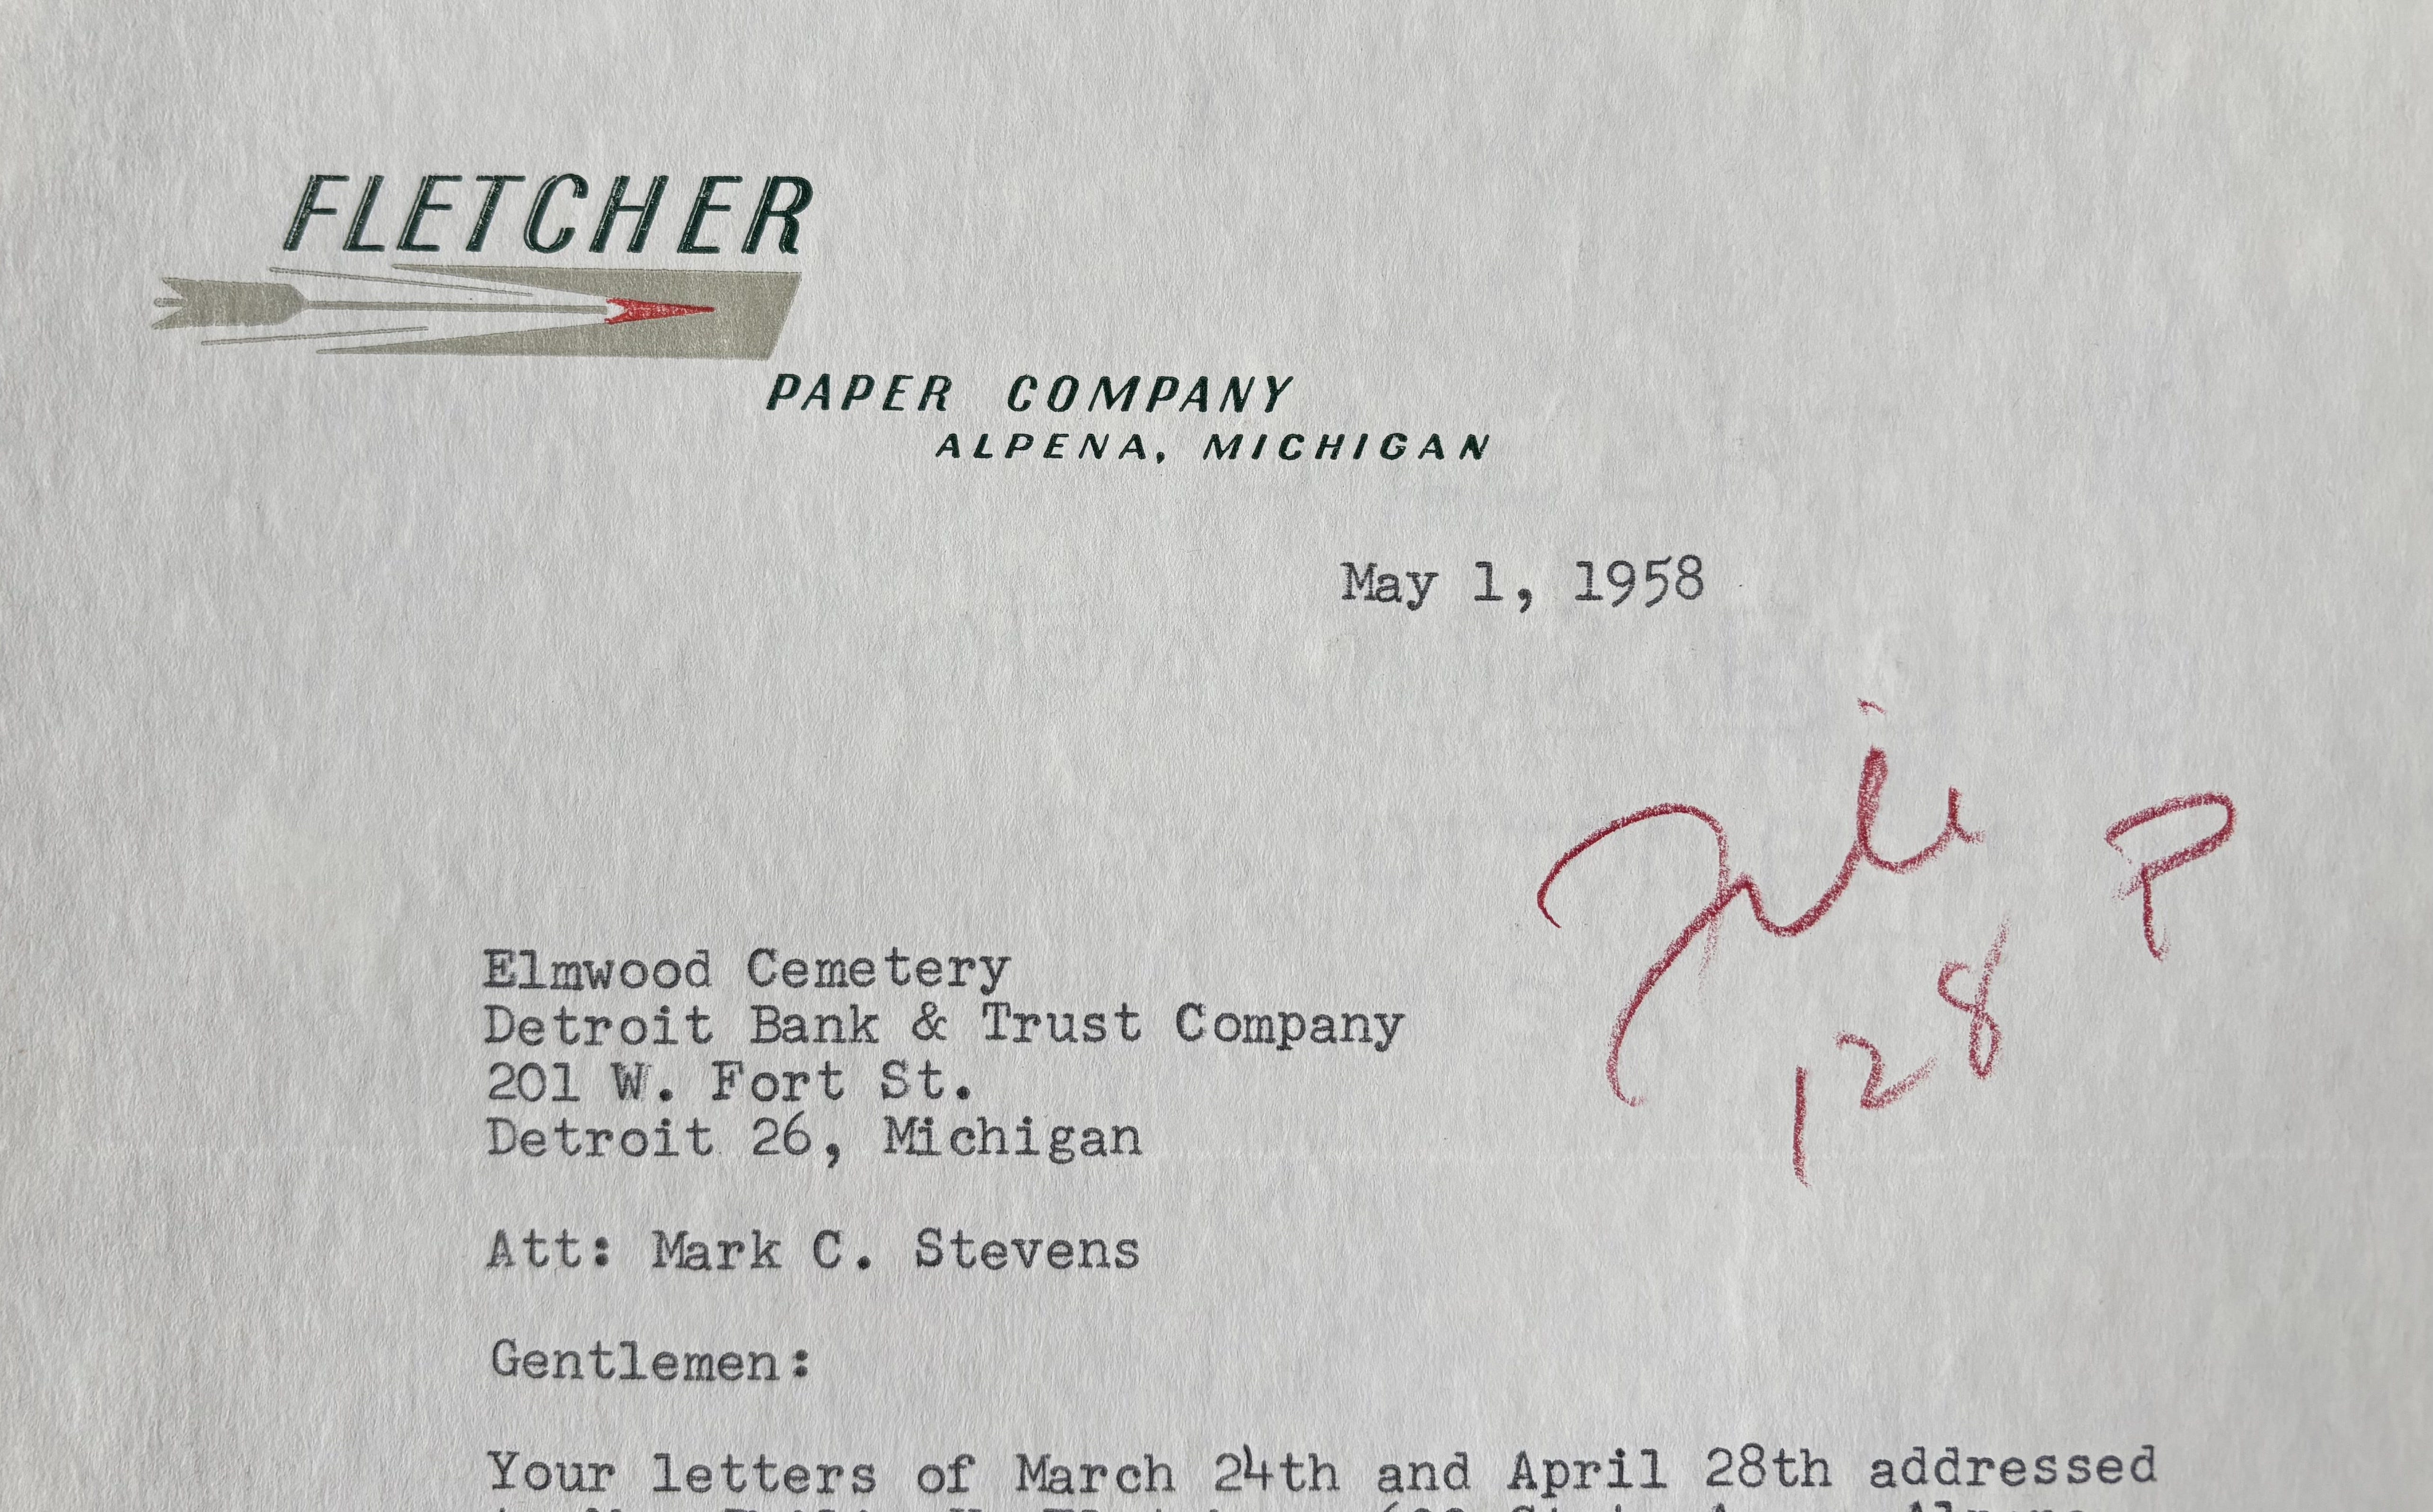 FLETCHER
PAPER COMPANY
ALPENA, MICHIGAN
May 1, 1958
File P
128
Elmwood Cemetery
Detroit Bank & Trust Company
201 W. Fort St.
Detroit 26, Michigan
Att: Mark C. Stevens
Gentlemen:
Your letters of March 24th and April 28th addressed